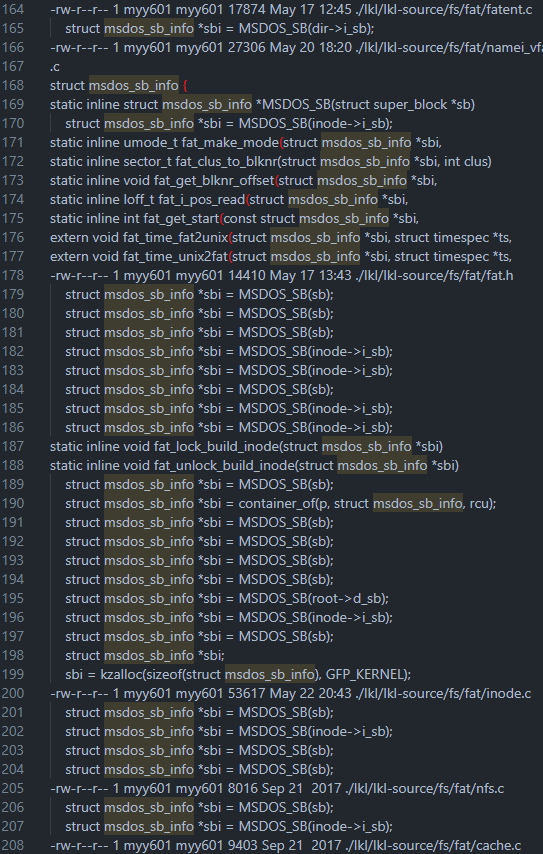 164 -rw-r--r-- 1 myy601 myy601 17874 May 17 12:45 ./lkl/lkl-source/fs/fat/fatent.c
165 struct msdos_sb_info *sbi = MSDOS_SB(dir->i_sb);
166 -rw-r--r-- 1 myy601 myy601 27306 May 20 18:20 ./lkl/lkl-source/fs/fat/namei_vfa
167 .c
168 struct msdos_sb_info {
169 static inline struct msdos_sb_info *MSDOS_SB(struct super_block *sb)
170 struct msdos_sb_info *sbi = MSDOS_SB(inode->i_sb);
171 static inline umode_t fat_make_mode(struct msdos_sb_info *sbi,
172 static inline sector_t fat_clus_to_blknr(struct msdos_sb_info *sbi, int clus)
173 static inline void fat_get_blknr_offset(struct msdos_sb_info *sbi,
174 static inline loff_t fat_i_pos_read(struct msdos_sb_info *sbi,
175 static inline int fat_get_start(const struct msdos_sb_info *sbi,
176 extern void fat_time_fat2unix(struct msdos_sb_info *sbi, struct timespec *ts,
177 extern void fat_time_unix2fat(struct msdos_sb_info *sbi, struct timespec *ts,
178 -rw-r--r-- 1 myy601 myy601 14410 May 17 13:43 ./lkl/lkl-source/fs/fat/fat.h
179 struct msdos_sb_info *sbi = MSDOS_SB(sb);
180 struct msdos_sb_info *sbi = MSDOS_SB(sb);
181 struct msdos_sb_info *sbi = MSDOS_SB(sb);
182 struct msdos_sb_info *sbi = MSDOS_SB(inode->i_sb);
183 struct msdos_sb_info *sbi = MSDOS_SB(inode->i_sb);
184 struct msdos_sb_info *sbi = MSDOS_SB(sb);
185 struct msdos_sb_info *sbi = MSDOS_SB(inode->i_sb);
186 struct msdos_sb_info *sbi = MSDOS_SB(inode->i_sb);
187 static inline void fat_lock_build_inode(struct msdos_sb_info *sbi)
188 static inline void fat_unlock_build_inode(struct msdos_sb_info *sbi)
189 struct msdos_sb_info *sbi = MSDOS_SB(sb);
190 struct msdos_sb_info *sbi = container_of(p, struct msdos_sb_info, rcu);
191 struct msdos_sb_info *sbi = MSDOS_SB(sb);
192 struct msdos_sb_info *sbi = MSDOS_SB(sb);
193 struct msdos_sb_info *sbi = MSDOS_SB(sb);
194 struct msdos_sb_info *sbi = MSDOS_SB(sb);
195 struct msdos_sb_info *sbi = MSDOS_SB(root->d_sb);
196 struct msdos_sb_info *sbi = MSDOS_SB(inode->i_sb);
197 struct msdos_sb_info *sbi = MSDOS_SB(sb);
198 struct msdos_sb_info *sbi;
199 sbi = kzalloc(sizeof(struct msdos_sb_info), GFP_KERNEL);
200 -rw-r--r-- 1 myy601 myy601 53617 May 22 20:43 ./lkl/lkl-source/fs/fat/inode.c
201 struct msdos_sb_info *sbi = MSDOS_SB(sb);
202 struct msdos_sb_info *sbi = MSDOS_SB(inode->i_sb);
203 struct msdos_sb_info *sbi = MSDOS_SB(sb);
204 struct msdos_sb_info *sbi = MSDOS_SB(sb);
205 -rw-r--r-- 1 myy601 myy601 8016 Sep 21 2017 ./lkl/lkl-source/fs/fat/nfs.c
206 struct msdos_sb_info *sbi = MSDOS_SB(sb);
207 struct msdos_sb_info *sbi = MSDOS_SB(inode->i_sb);
208 -rw-r--r-- 1 myy601 myy601 9403 Sep 21 2017 ./lkl/lkl-source/fs/fat/cache.c